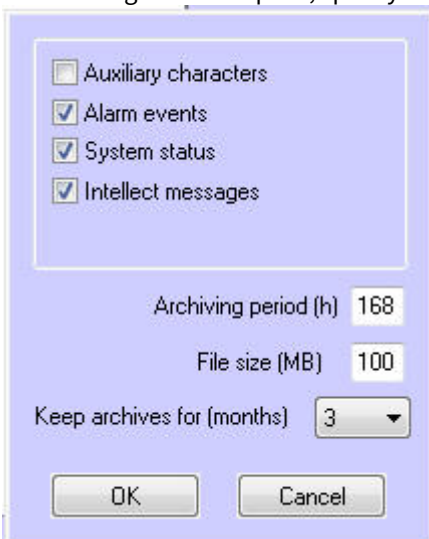 Auxiliary characters
Alarm events
System status
Intellect messages
Archiving period (h) 168
File size (MB) 100
Keep archives for (months) 3
OK Cancel